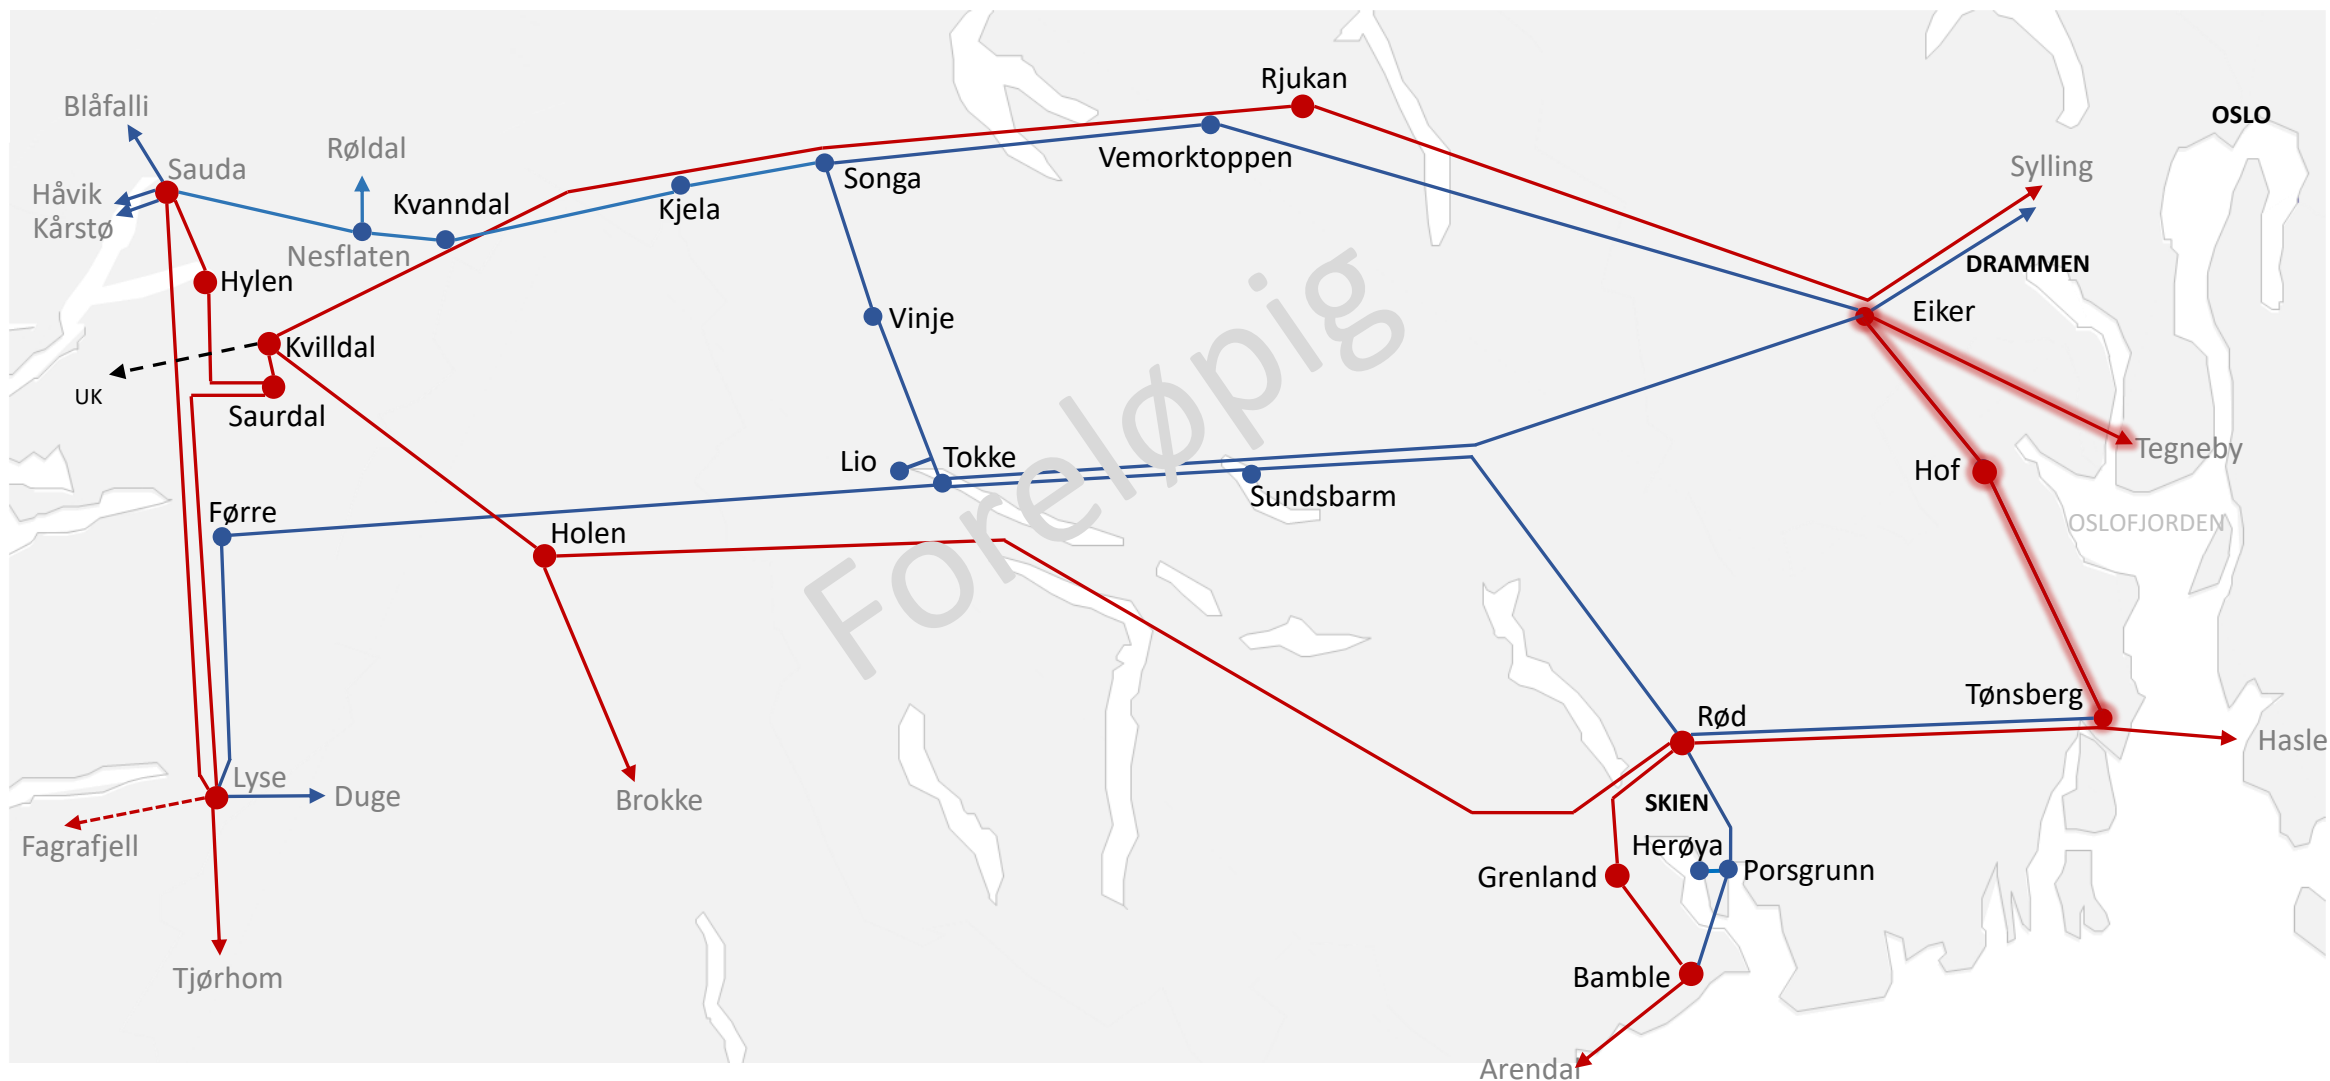 Rjukan
Blåfalli
OSLO
Røldal
Vemorktoppen
Sauda
Sylling
Songa
Håvik
Kvanndal
Kjela
Kårstø
Nesflaten
DRAMMEN
Hylen
Eiker
Vinje
Kvilldal
UK
Saurdal
Foreløpig
Tegneby
Lio
Tokke
Hof
Sundsbarm
Førre
OSLOFJORDEN
Holen
Tønsberg
Rød
Hasle
Lyse
Duge
Brokke
SKIEN
Fagrafjell
Herøya
Grenland
Porsgrunn
Tjørhom
Bamble
Arendal